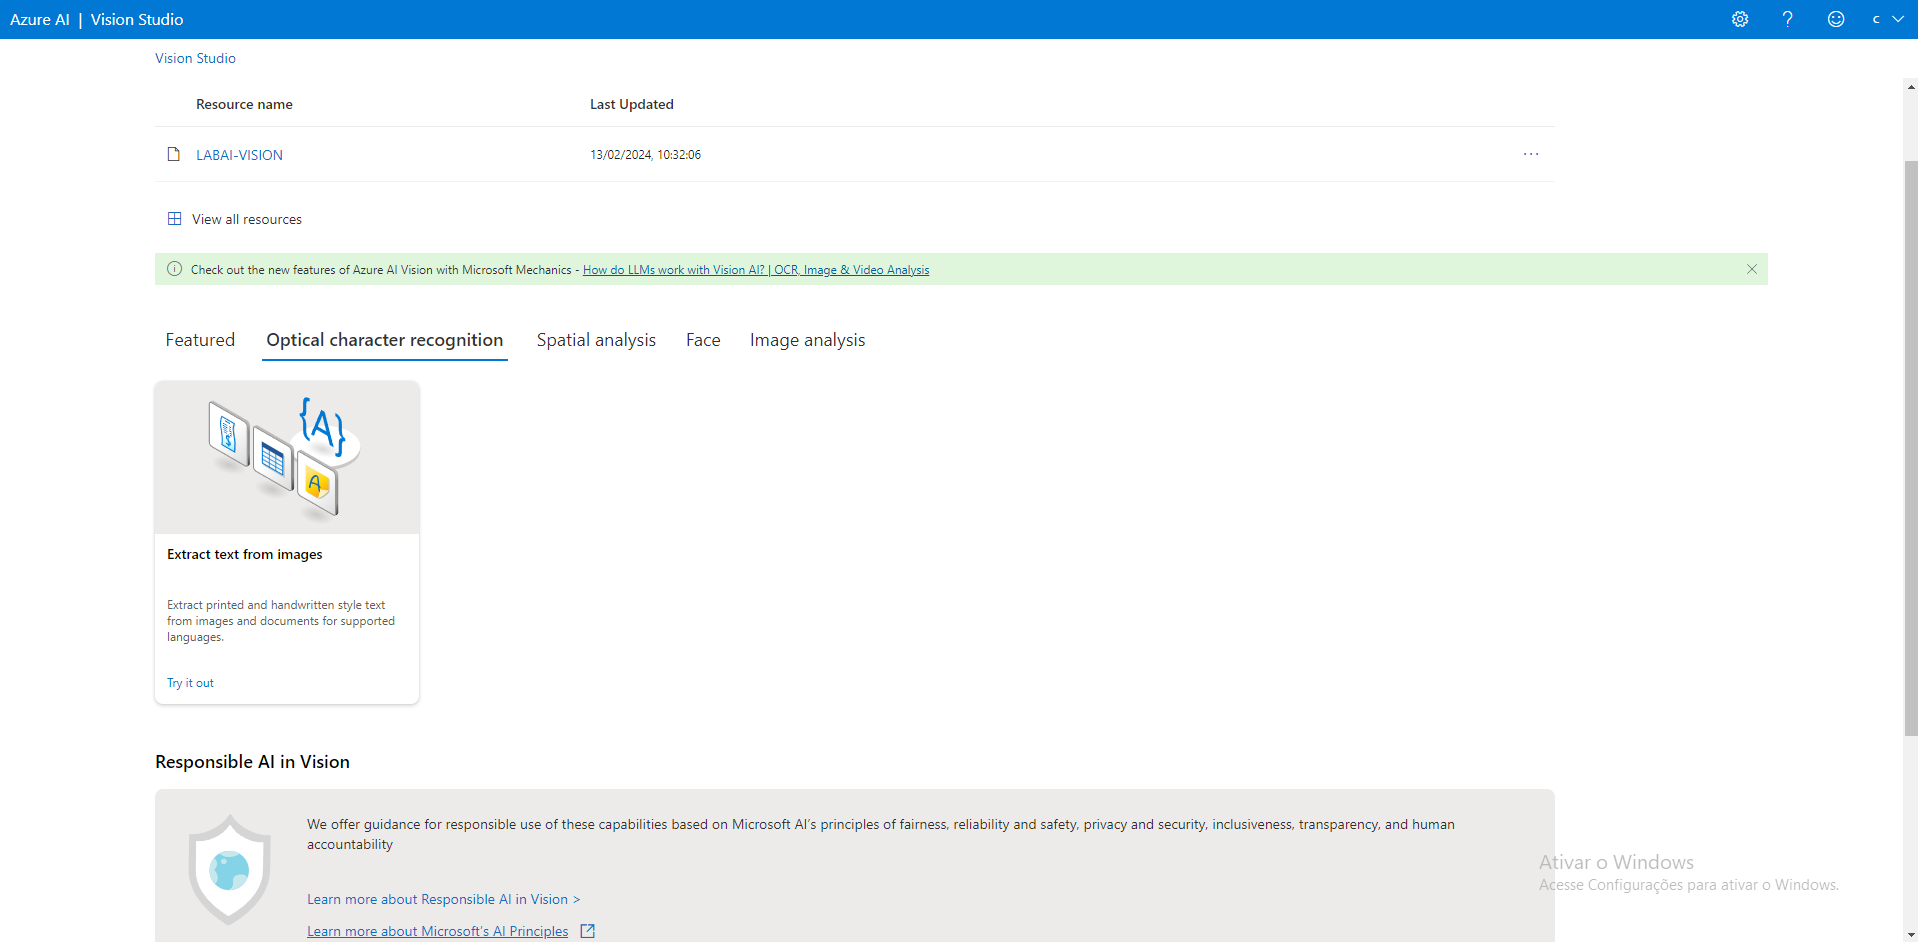 Azure AI | Vision Studio
c
Vision Studio
Resource name Last Updated
LABAI-VISION 13/02/2024, 10:32:06
View all resources
Check out the new features of Azure AI Vision with Microsoft Mechanics - How do LLMs work with Vision AI? | OCR, Image & Video Analysis
Featured Optical character recognition Spatial analysis Face Image analysis
{A}
A
Extract text from images
Extract printed and handwritten style text
from images and documents for supported
languages.
Try it out
Responsible AI in Vision
We offer guidance for responsible use of these capabilities based on Microsoft AI's principles of fairness, reliability and safety, privacy and security, inclusiveness, transparency, and human
accountability
Learn more about Responsible AI in Vision >
Learn more about Microsoft's AI Principles
Ativar o Windows
Acesse Configurações para ativar o Windows.